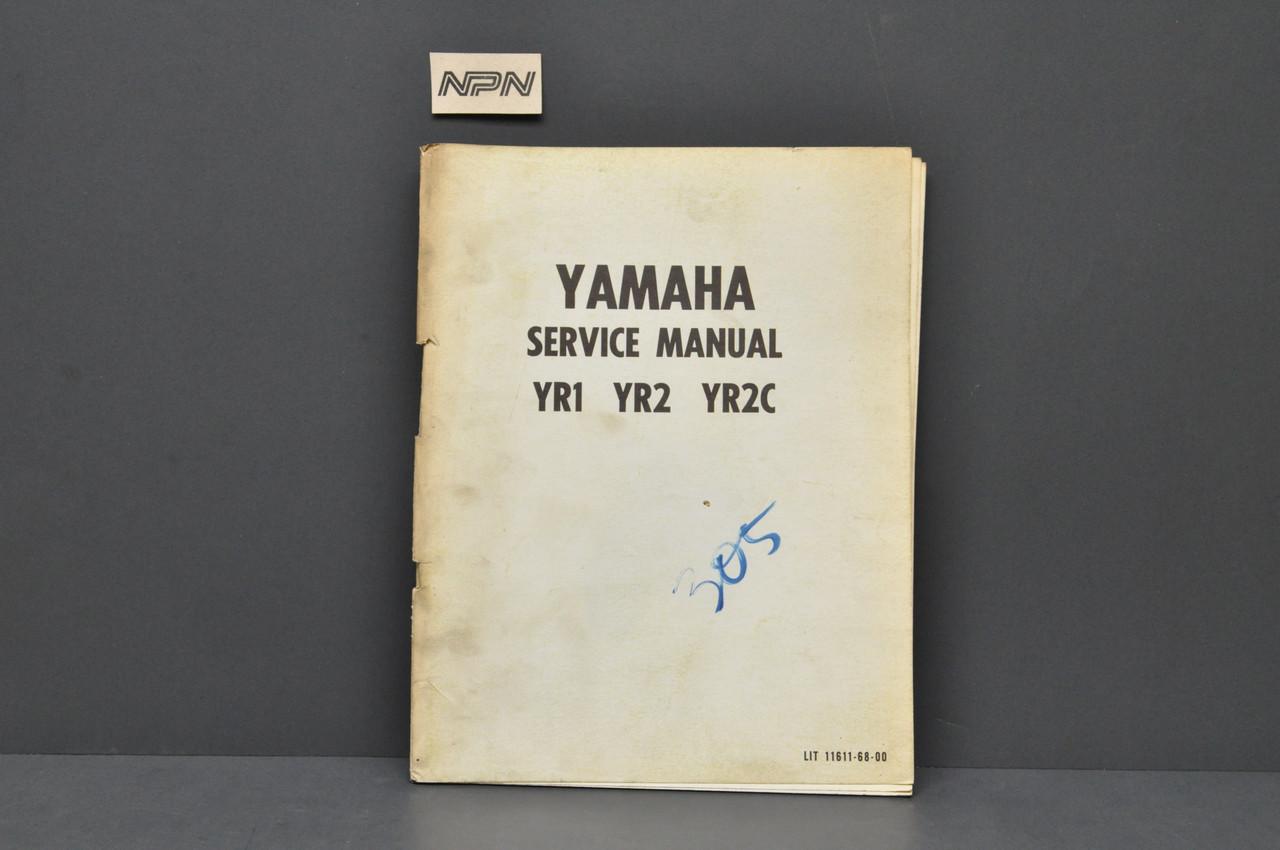 NPN
YAMAHA
SERVICE MANUAL
YR1 YR2 YR2C
305
LIT 11611-68-00